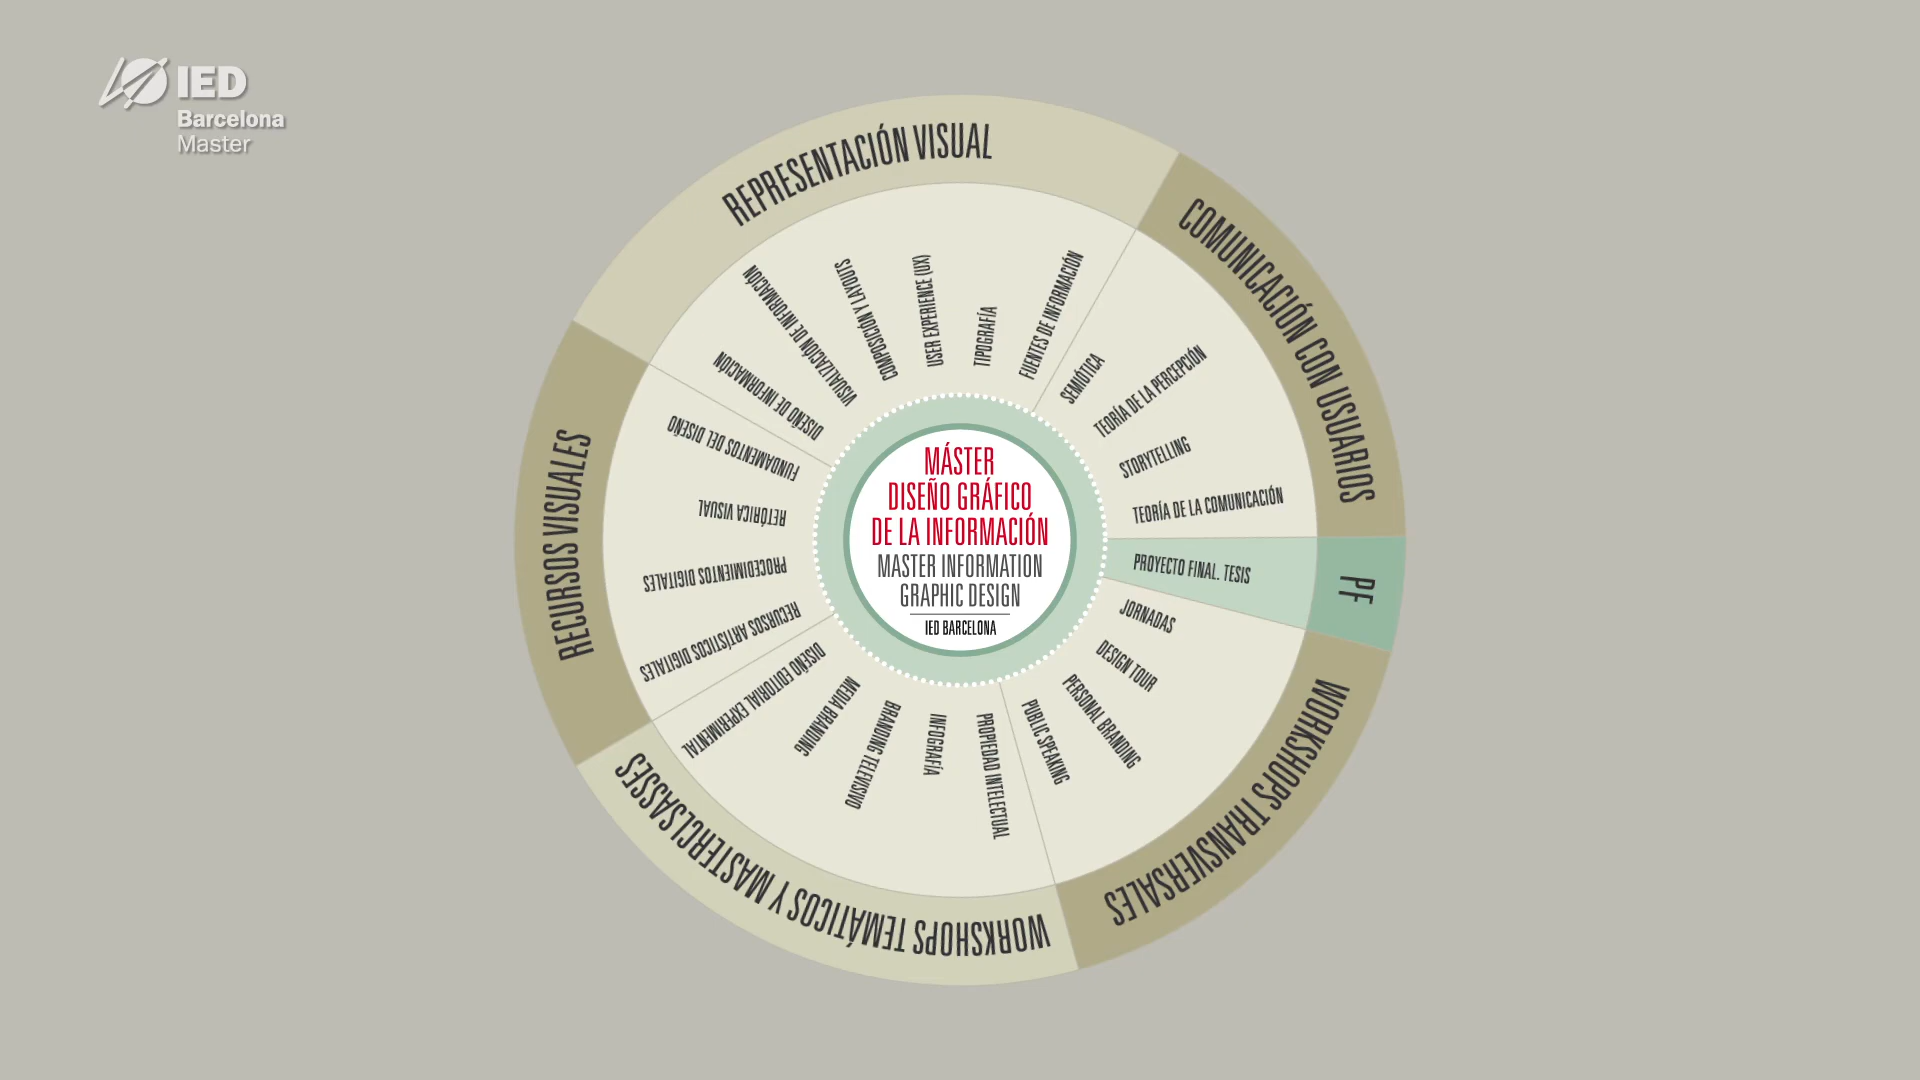 IED
Barcelona
Master
REPRESENTACIÓN VISUAL
DISEÑO DE INFORMACIÓN
VISUALIZACIÓN DE INFORMACIÓN
COMPOSICIÓN Y LAYOUTS
USER EXPERIENCE (UX)
TIPOGRAFÍA
FUENTES DE INFORMACIÓN
COMUNICACIÓN CON USUARIOS
SEMIÓTICA
TEORÍA DE LA PERCEPCIÓN
STORYTELLING
TEORÍA DE LA COMUNICACIÓN
PF
PROYECTO FINAL. TESIS
WORKSHOPS TRANSVERSALES
JORNADAS
DESIGN TOUR
PERSONAL BRANDING
PUBLIC SPEAKING
WORKSHOPS TEMÁTICOS Y MASTERCLSASSES
PROPIEDAD INTELECTUAL
INFOGRAFÍA
BRANDING TELEVISIVO
MEDIA BRANDING
DISEÑO EDITORIAL EXPERIMENTAL
RECURSOS VISUALES
RECURSOS ARTÍSTICOS DIGITALES
PROCEDIMIENTOS DIGITALES
RETÓRICA VISUAL
FUNDAMENTOS DEL DISEÑO
MÁSTER
DISEÑO GRÁFICO
DE LA INFORMACIÓN
MASTER INFORMATION
GRAPHIC DESIGN
IED BARCELONA